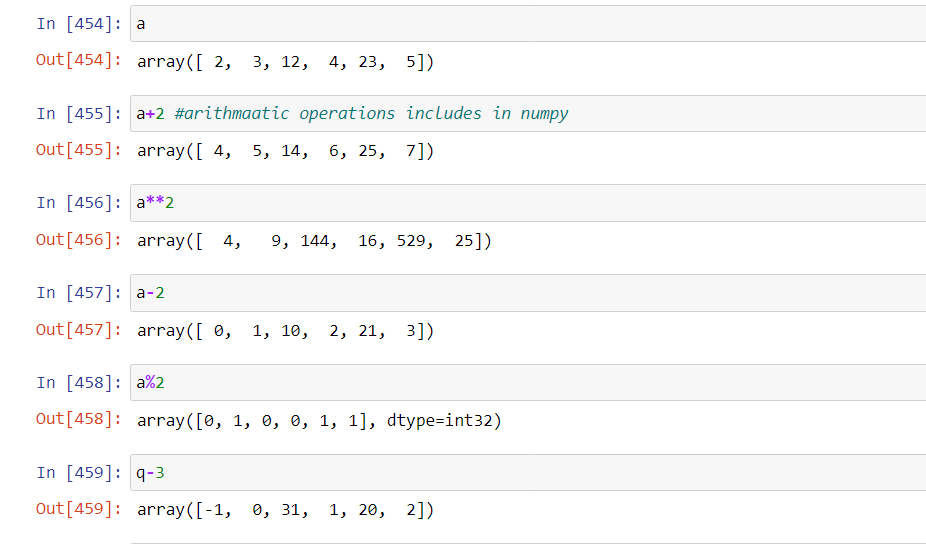 In [454]: a
Out[454]: array([ 2,  3, 12,  4, 23,  5])
In [455]: a+2 #arithmaatic operations includes in numpy
Out[455]: array([ 4,  5, 14,  6, 25,  7])
In [456]: a**2
Out[456]: array([  4,   9, 144,  16, 529,  25])
In [457]: a-2
Out[457]: array([ 0,  1, 10,  2, 21,  3])
In [458]: a%2
Out[458]: array([0, 1, 0, 0, 1, 1], dtype=int32)
In [459]: q-3
Out[459]: array([-1,  0, 31,  1, 20,  2])